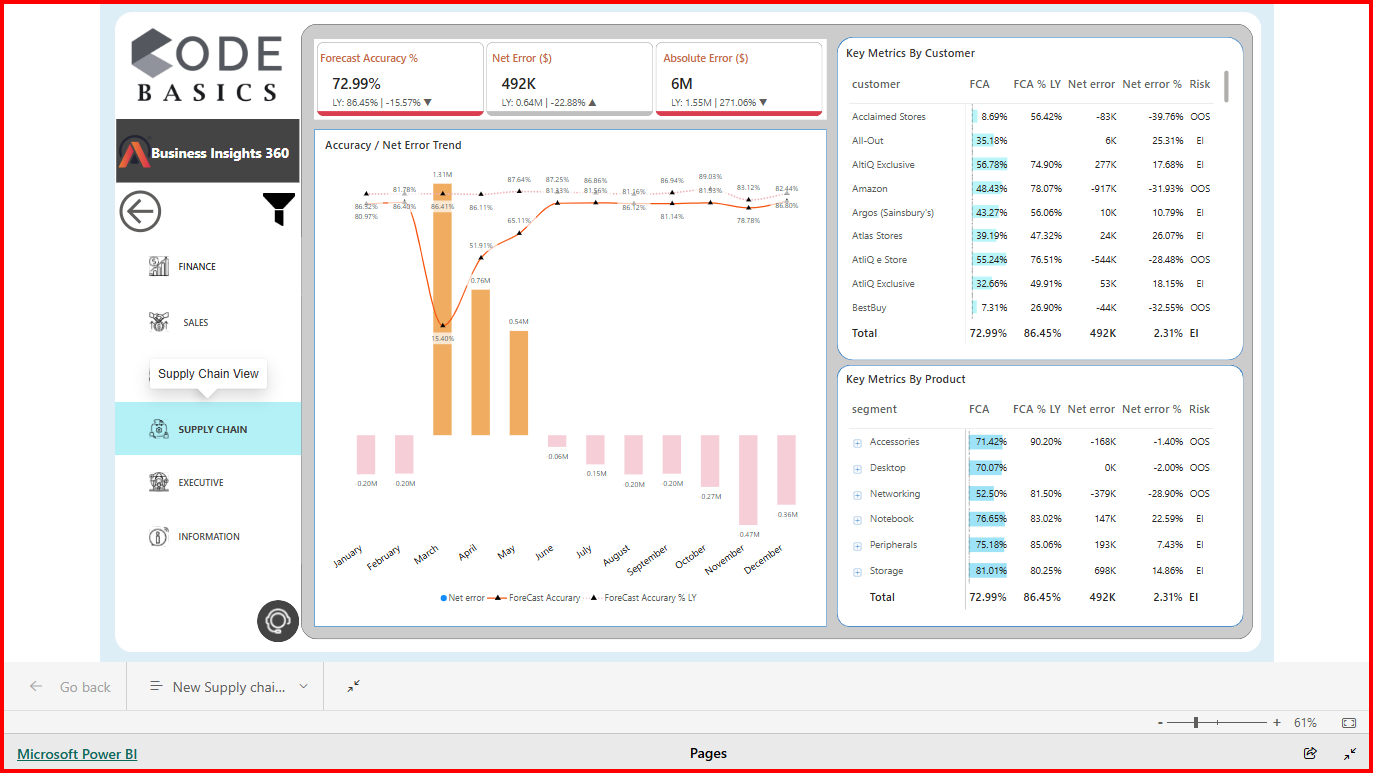 CODE
BASICS
Business Insights 360
FINANCE
SALES
Supply Chain View
SUPPLY CHAIN
EXECUTIVE
INFORMATION
Forecast Accuracy %
72.99%
LY: 86.45% | -15.57% ▼
Net Error ($)
492K
LY: 0.64M | -22.88% ▲
Absolute Error ($)
6M
LY: 1.55M | 271.06% ▼
Accuracy / Net Error Trend
1.31M
87.64% 87.25% 86.86% 86.94% 89.03% 83.12% 82.44%
81.78% 81.16%
86.32% 86.40% 86.41% 86.11% 86.12% 86.80%
80.97% 81.14% 78.78%
65.11%
51.91%
0.76M
0.54M
15.40%
0.06M
0.15M
0.20M 0.20M 0.20M 0.20M
0.27M
0.36M
0.47M
January February March April May June July August September October November December
Net error ForeCast Accurary ForeCast Accurary % LY
Key Metrics By Customer
customer FCA FCA % LY Net error Net error % Risk
Acclaimed Stores 8.69% 56.42% -83K -39.76% OOS
All-Out 35.18% 6K 25.31% EI
AltiQ Exclusive 56.78% 74.90% 277K 17.68% EI
Amazon 48.43% 78.07% -917K -31.93% OOS
Argos (Sainsbury's) 43.27% 56.06% 10K 10.79% EI
Atlas Stores 39.19% 47.32% 24K 26.07% EI
AtliQ e Store 55.24% 76.51% -544K -28.48% OOS
AtliQ Exclusive 32.66% 49.91% 53K 18.15% EI
BestBuy 7.31% 26.90% -44K -32.55% OOS
Total 72.99% 86.45% 492K 2.31% EI
Key Metrics By Product
segment FCA FCA % LY Net error Net error % Risk
Accessories 71.42% 90.20% -168K -1.40% OOS
Desktop 70.07% 0K -2.00% OOS
Networking 52.50% 81.50% -379K -28.90% OOS
Notebook 76.65% 83.02% 147K 22.59% EI
Peripherals 75.18% 85.06% 193K 7.43% EI
Storage 81.01% 80.25% 698K 14.86% EI
Total 72.99% 86.45% 492K 2.31% EI
Go back
New Supply chai...
- + 61%
Microsoft Power BI
Pages